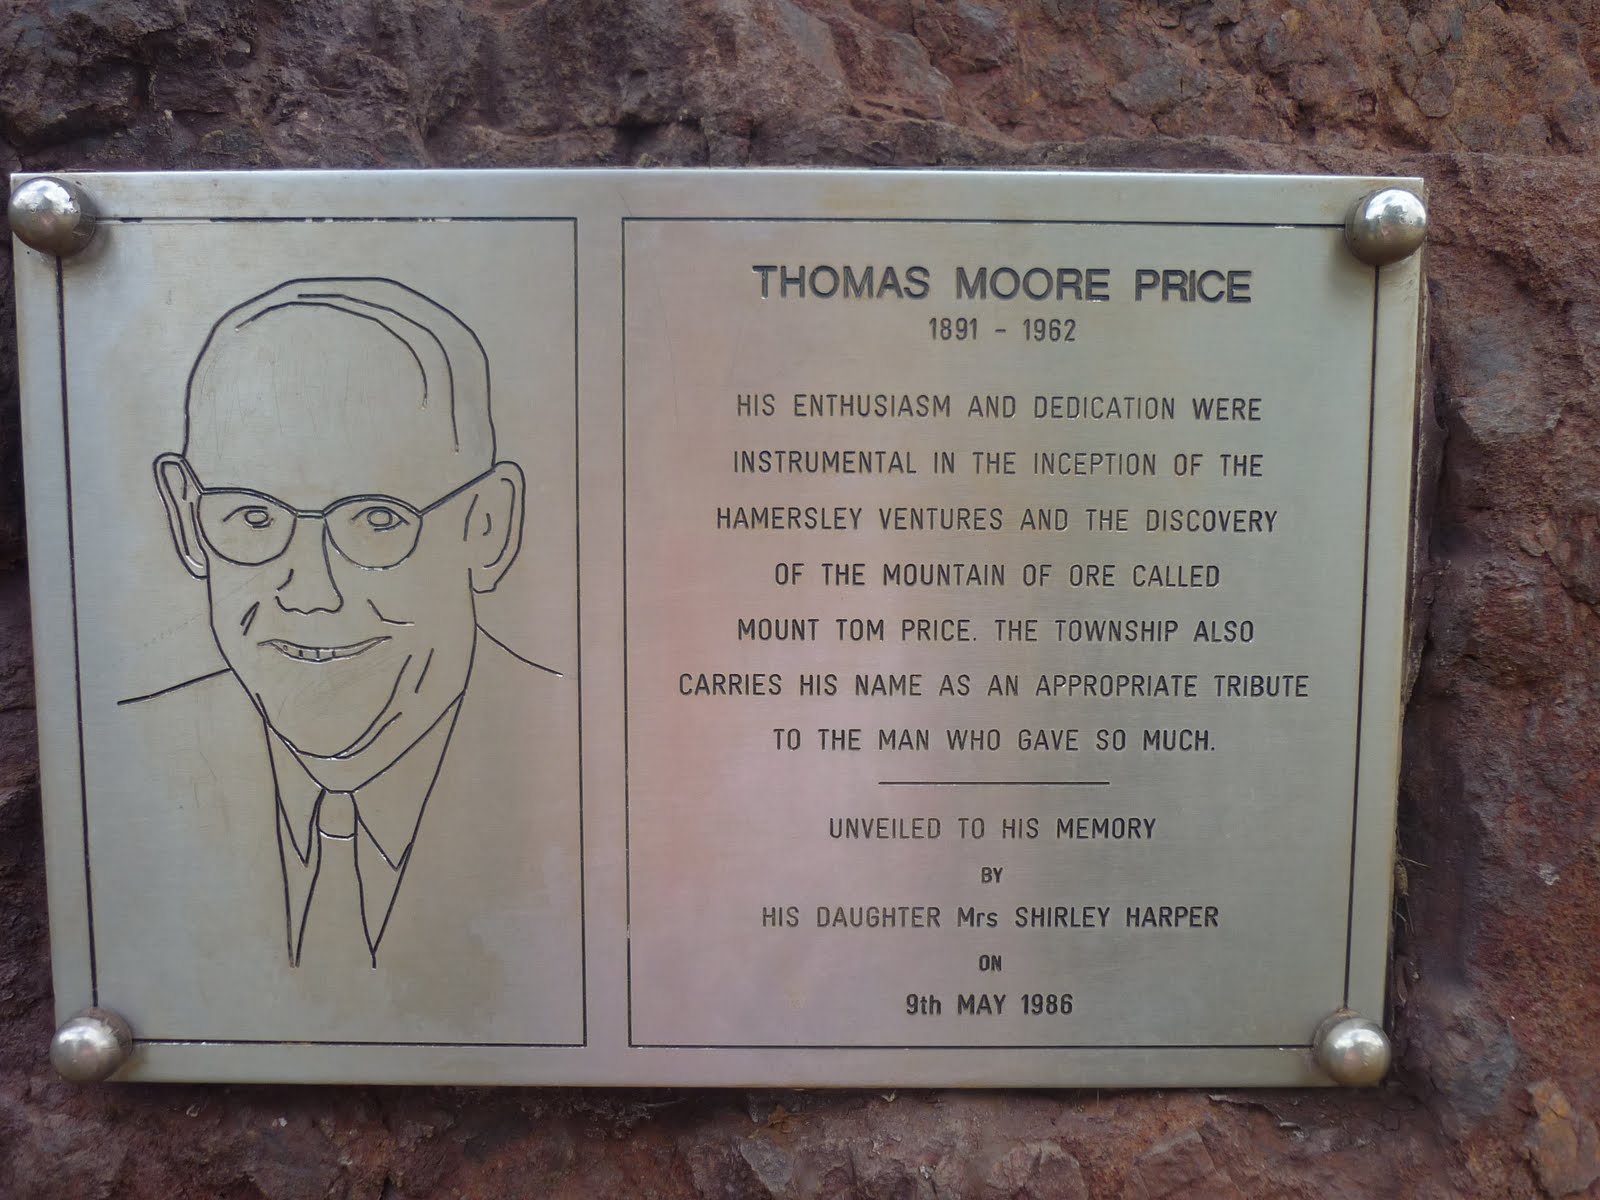 THOMAS MOORE PRICE
1891 - 1962
HIS ENTHUSIASM AND DEDICATION WERE
INSTRUMENTAL IN THE INCEPTION OF THE
HAMERSLEY VENTURES AND THE DISCOVERY
OF THE MOUNTAIN OF ORE CALLED
MOUNT TOM PRICE. THE TOWNSHIP ALSO
CARRIES HIS NAME AS AN APPROPRIATE TRIBUTE
TO THE MAN WHO GAVE SO MUCH.
UNVEILED TO HIS MEMORY
BY
HIS DAUGHTER Mrs SHIRLEY HARPER
ON
9th MAY 1986